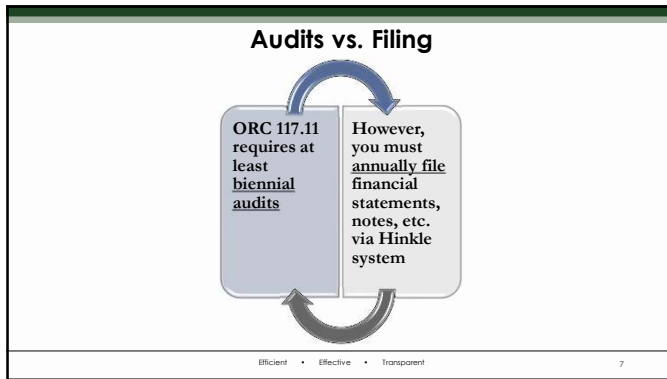 Audits vs. Filing
ORC 117.11
requires at
least
biennial
audits
However,
you must
annually file
financial
statements,
notes, etc.
via Hinkle
system
Efficient • Effective • Transparent
7